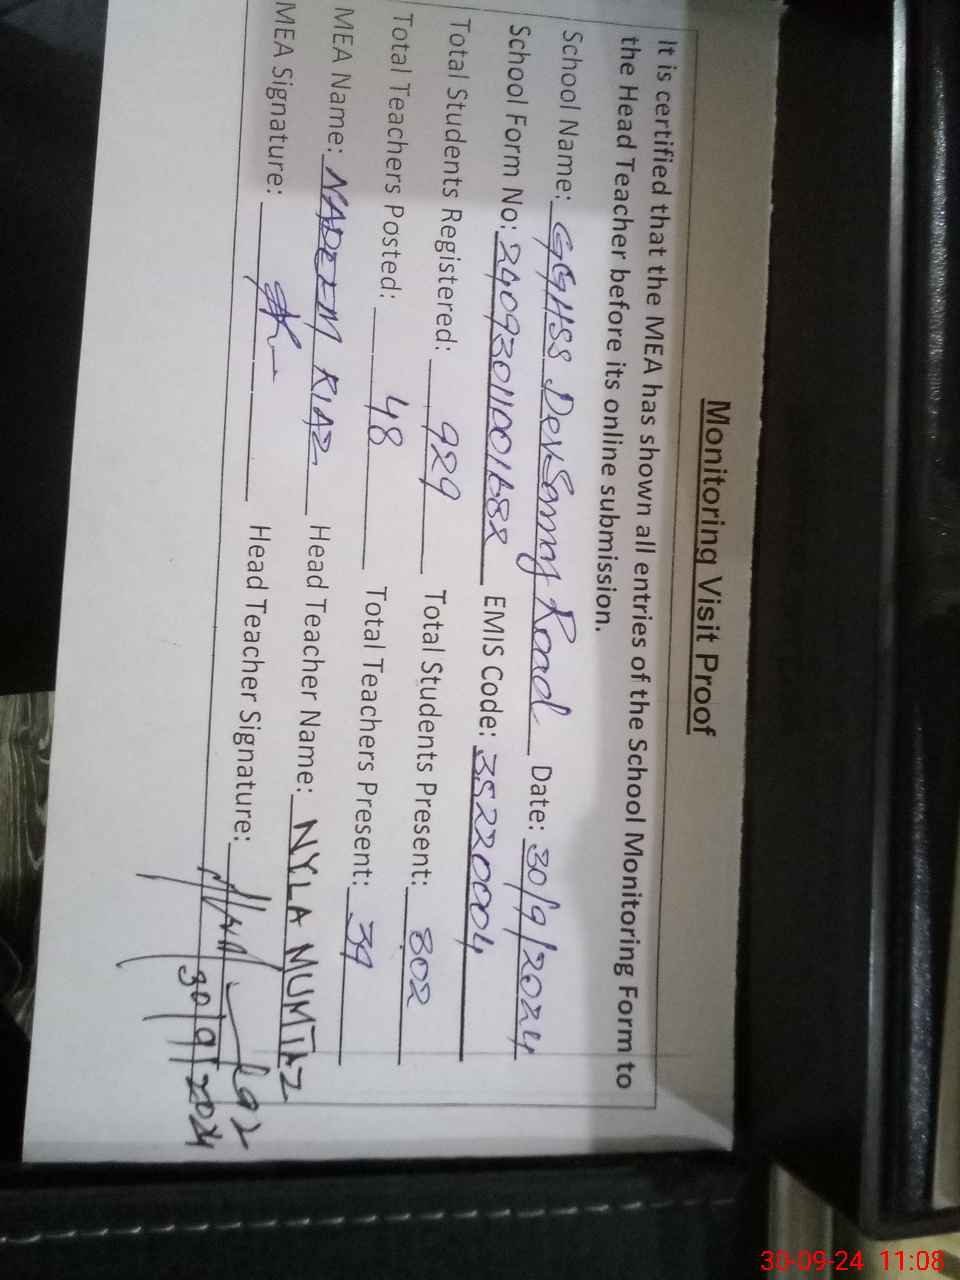 Monitoring Visit Proof
It is certified that the MEA has shown all entries of the School Monitoring Form to
the Head Teacher before its online submission.
School Name: GGHSS Dev Samaj Road Date: 30/9/2024
School Form No: EMIS Code: 35220004
Total Students Registered: 929 Total Students Present: 802
Total Teachers Posted: 48 Total Teachers Present: 39
MEA Name: NADEEM RIAZ Head Teacher Name: NYLA MUMTAZ
MEA Signature: Head Teacher Signature:
30/9/2024
30-09-24 11:08